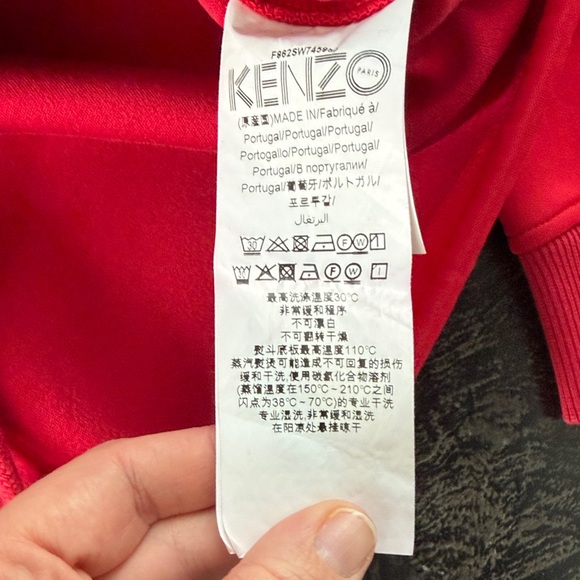 KENZO
PARIS
(原産国)MADE IN/Fabriqué à/
Portugal/Portugal/Portugal/
Portogallo/Portugal/Portugal/
Portugal/В португалии/
Portugal/葡萄牙/ポルトガル/
포르투갈/
البرتغال/
30 F W
30 F W
最高洗涤温度30℃
非常缓和程序
不可漂白
不可翻转干燥
熨斗底板最高温度110℃
蒸汽熨烫可能造成不可回复的损伤
缓和干洗,使用碳氢化合物溶剂
(蒸馏温度在150℃~210℃之间
闪点为38℃~70℃)的专业干洗
专业湿洗,非常缓和湿洗
在阴凉处悬挂晾干